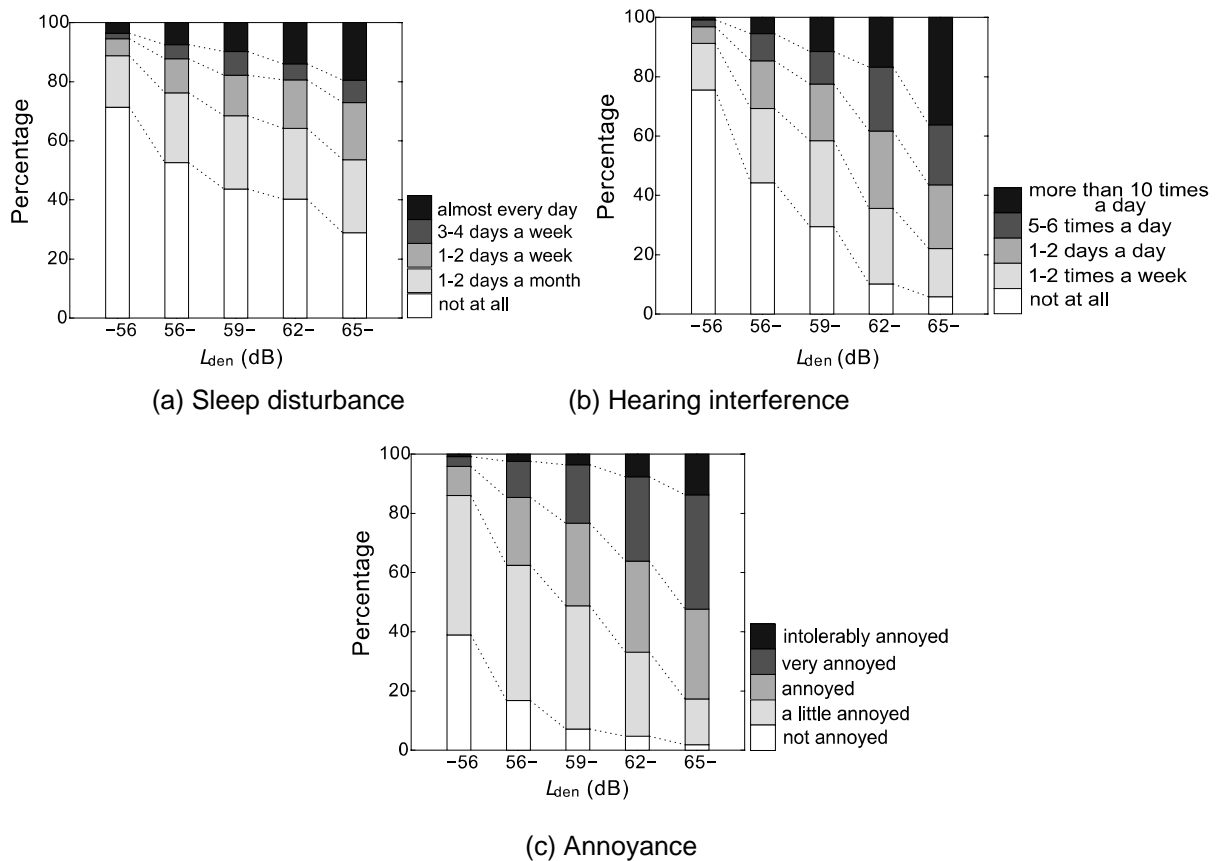 100
80
60
40
20
0
Percentage
−56 56− 59− 62− 65−
Lden (dB)
almost every day
3-4 days a week
1-2 days a week
1-2 days a month
not at all
(a) Sleep disturbance
100
80
60
40
20
0
Percentage
−56 56− 59− 62− 65−
Lden (dB)
more than 10 times
a day
5-6 times a day
1-2 days a day
1-2 times a week
not at all
(b) Hearing interference
100
80
60
40
20
0
Percentage
−56 56− 59− 62− 65−
Lden (dB)
intolerably annoyed
very annoyed
annoyed
a little annoyed
not annoyed
(c) Annoyance